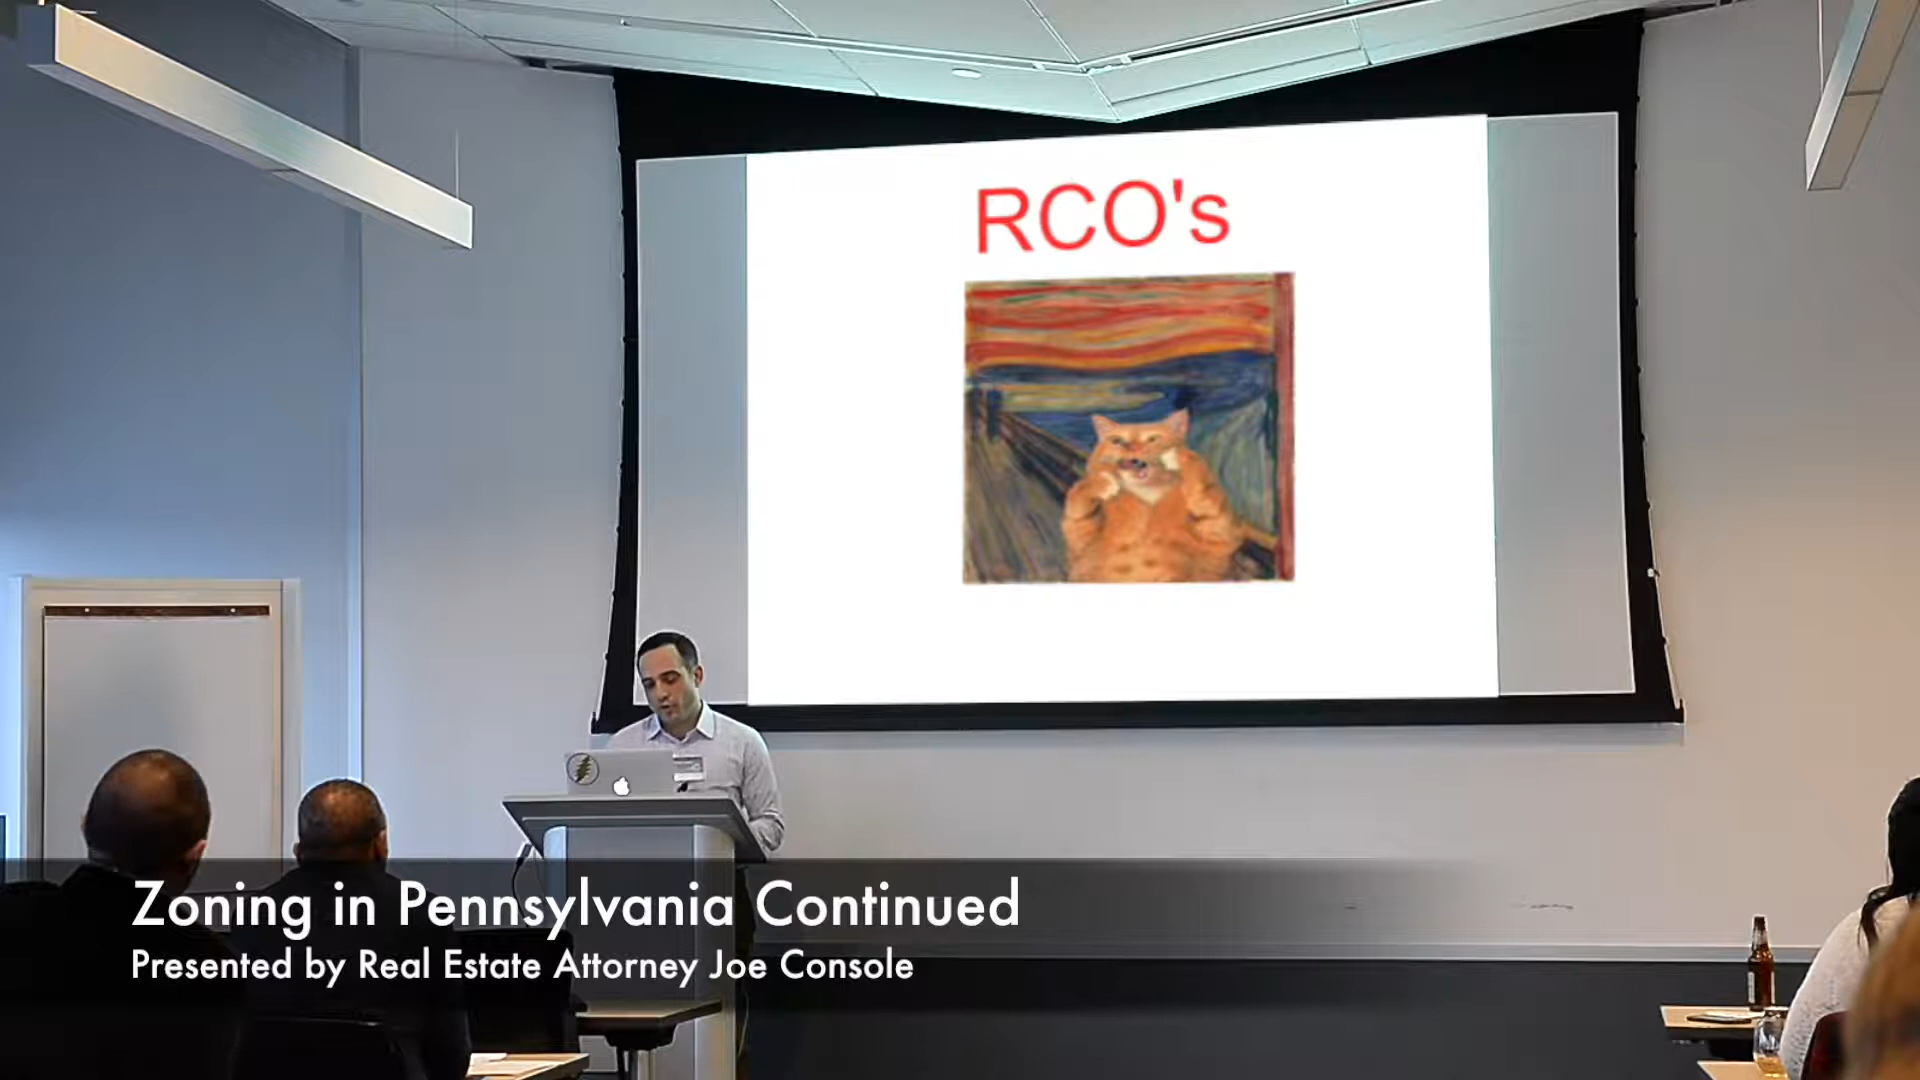 RCO's
Zoning in Pennsylvania Continued
Presented by Real Estate Attorney Joe Console